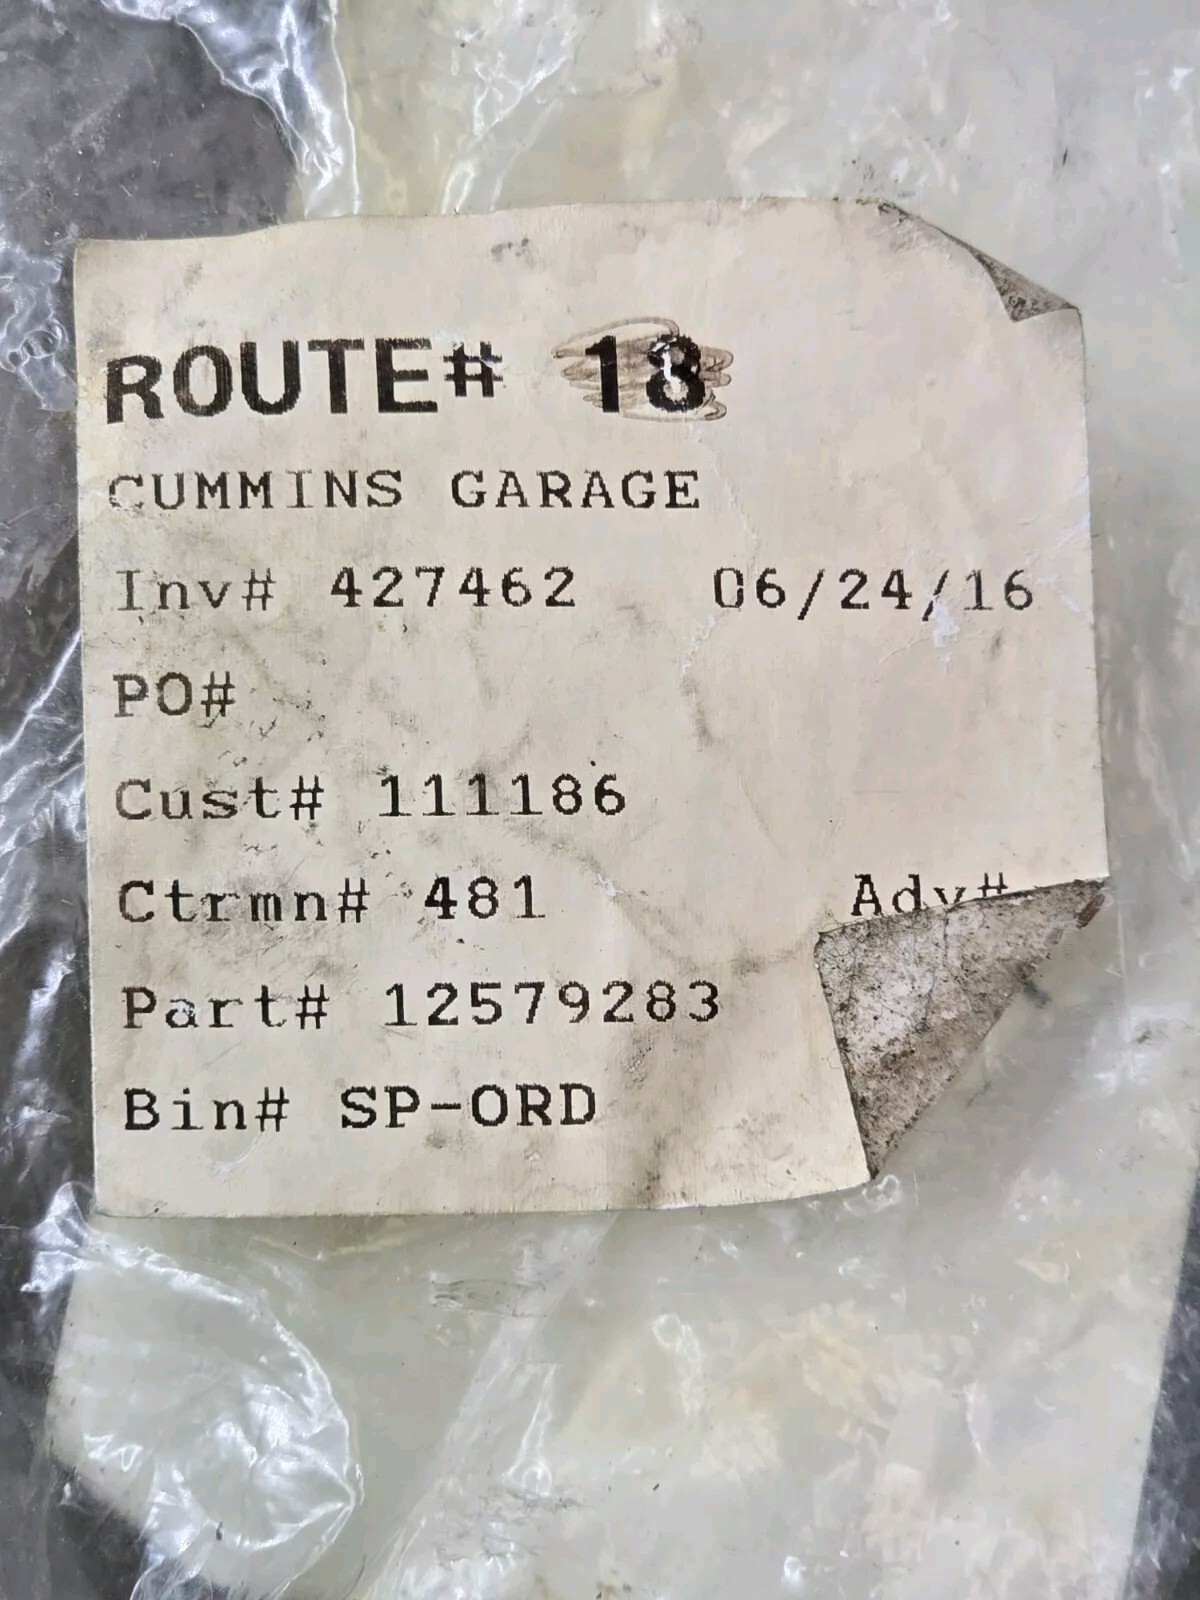 ROUTE# 18
CUMMINS GARAGE
Inv# 427462 06/24/16
PO#
Cust# 111186
Ctrmn# 481 Adv#
Part# 12579283
Bin# SP-ORD